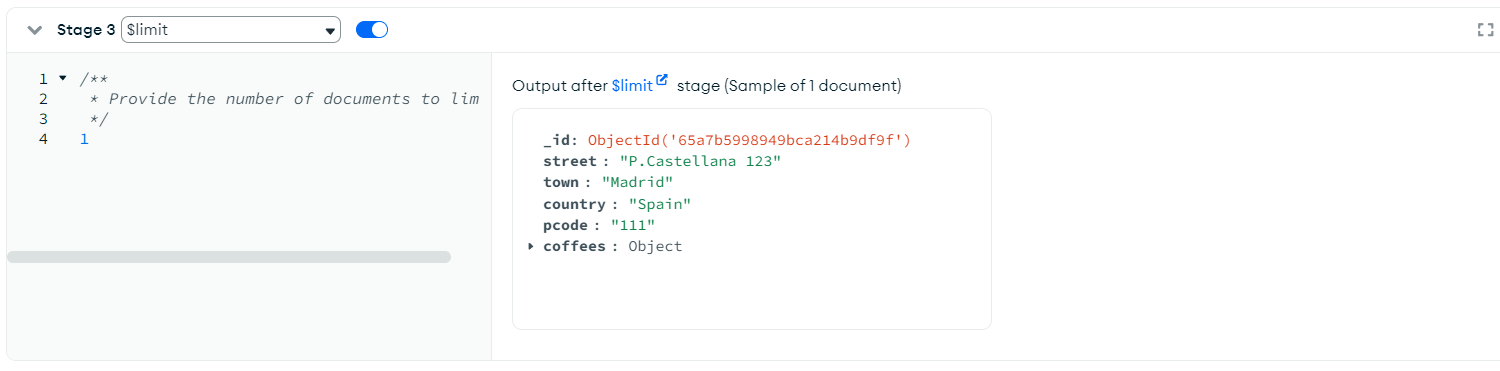 Stage 3 $limit
1 /**
2 * Provide the number of documents to lim
3 */
4 1
Output after $limit stage (Sample of 1 document)
_id: ObjectId('65a7b5998949bca214b9df9f')
street : "P.Castellana 123"
town : "Madrid"
country : "Spain"
pcode : "111"
coffees : Object